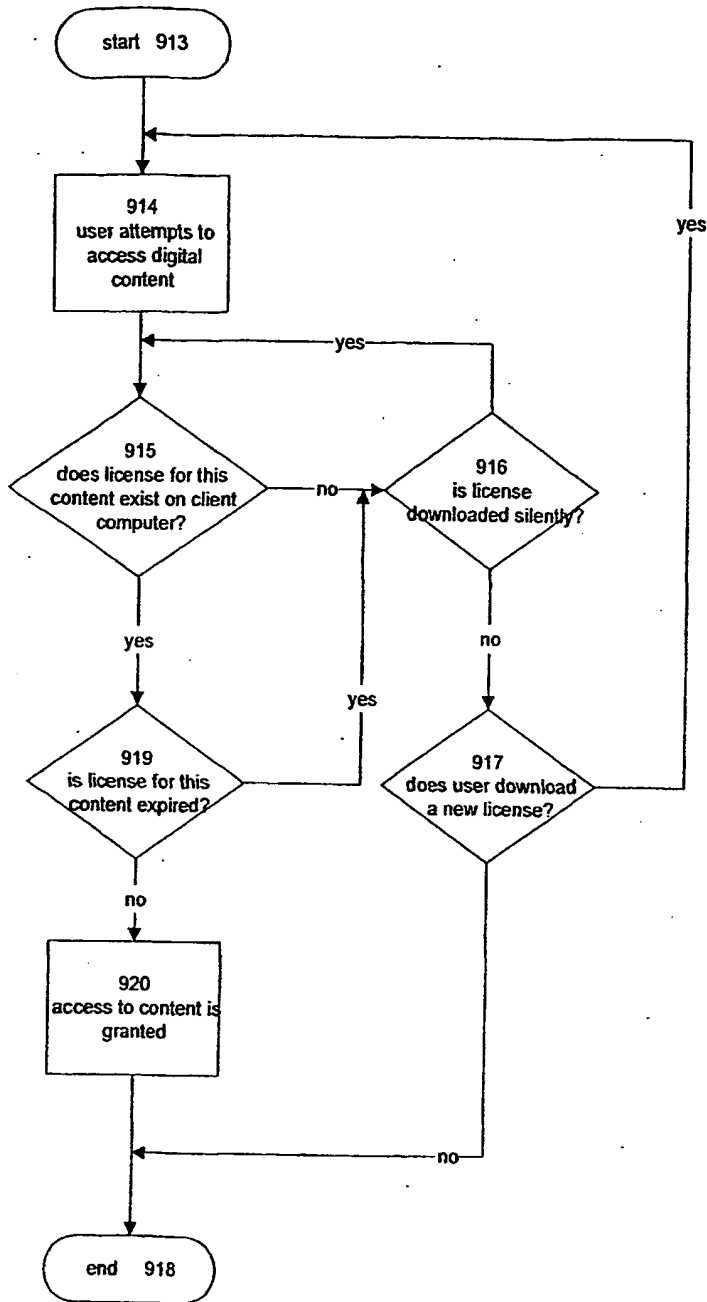 start 913
yes
914
user attempts to
access digital
content
yes
915
does license for this
content exist on client
computer?
no
916
is license
downloaded silently?
yes
no
yes
919
is license for this
content expired?
917
does user download
a new license?
no
920
access to content is
granted
no
end 918